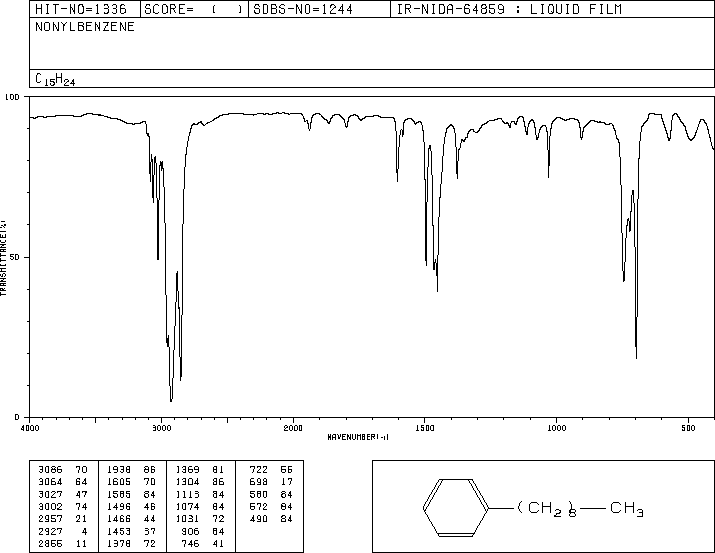 HIT-NO=1336 SCORE= ( ) SDBS-NO=1244 IR-NIDA-64859 : LIQUID FILM
NONYLBENZENE
C15H24
100
50
0
TRANSMITTANCE(%)
4000 3000 2000 1500 1000 500
WAVENUMBER(-1)
3086 70 1938 86 1369 81 722 55
3064 64 1605 70 1304 86 698 17
3027 47 1585 84 1113 84 580 84
3002 74 1496 46 1074 84 572 84
2957 21 1466 44 1031 72 490 84
2927 4 1453 37 906 84
2855 11 1378 72 746 41
(CH2)8 CH3